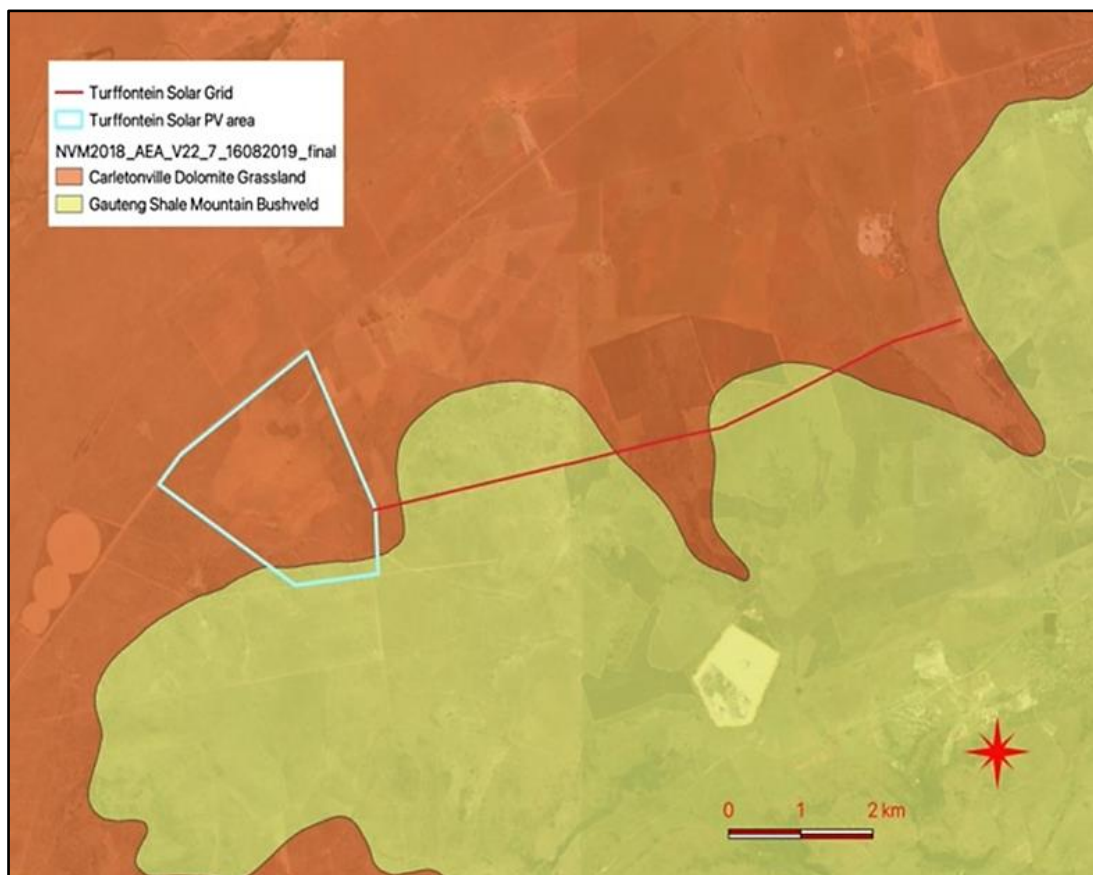 Turffontein Solar Grid
Turffontein Solar PV area
NVM2018_AEA_V22_7_16082019_final
Carletonville Dolomite Grassland
Gauteng Shale Mountain Bushveld
0 1 2 km